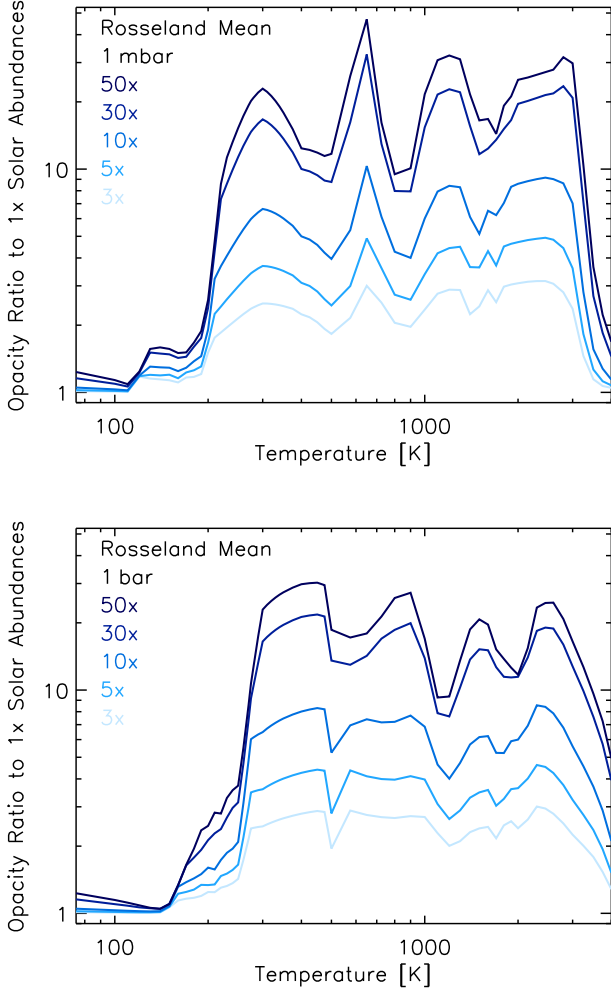 Opacity Ratio to 1x Solar Abundances
Rosseland Mean
1 mbar
50x
30x
10x
5x
3x
10
1
100
1000
Temperature [K]
Opacity Ratio to 1x Solar Abundances
Rosseland Mean
1 bar
50x
30x
10x
5x
3x
10
1
100
1000
Temperature [K]